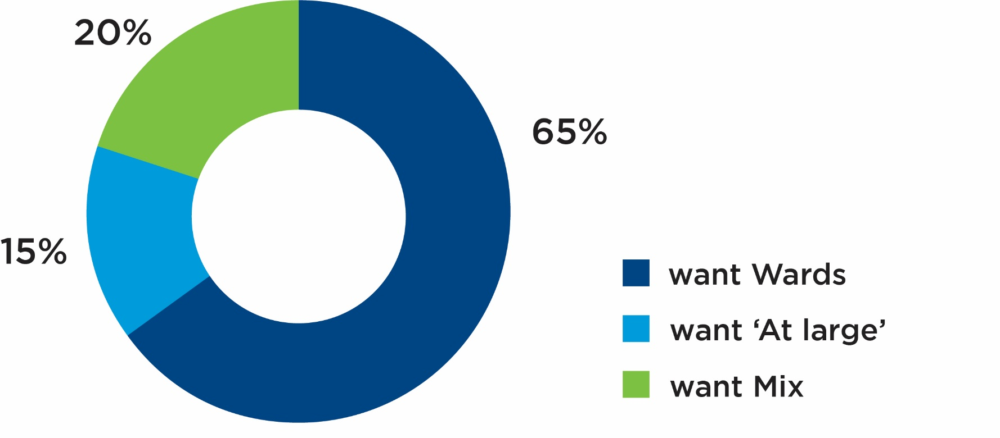 20%
65%
15%
want Wards
want ‘At large’
want Mix